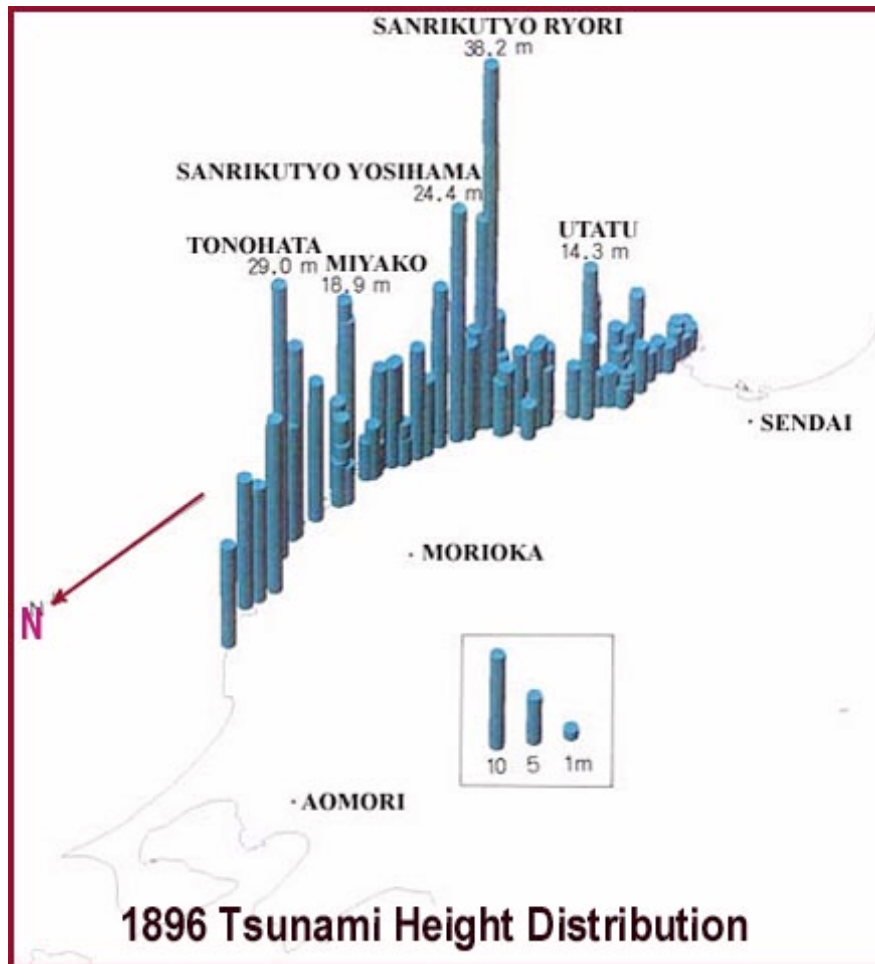 SANRIKUTYO RYORI
38.2 m
SANRIKUTYO YOSIHAMA
24.4 m
UTATU
14.3 m
TONOHATA
29.0 m
MIYAKO
18.9 m
SENDAI
MORIOKA
N
N
10 5 1m
AOMORI
1896 Tsunami Height Distribution